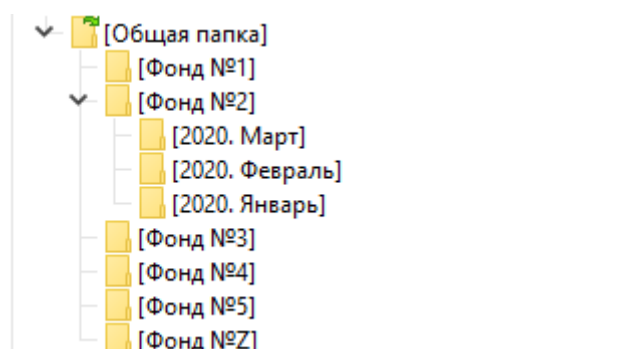 [Общая папка]
[Фонд №1]
[Фонд №2]
[2020. Март]
[2020. Февраль]
[2020. Январь]
[Фонд №3]
[Фонд №4]
[Фонд №5]
[Фонд №Z]